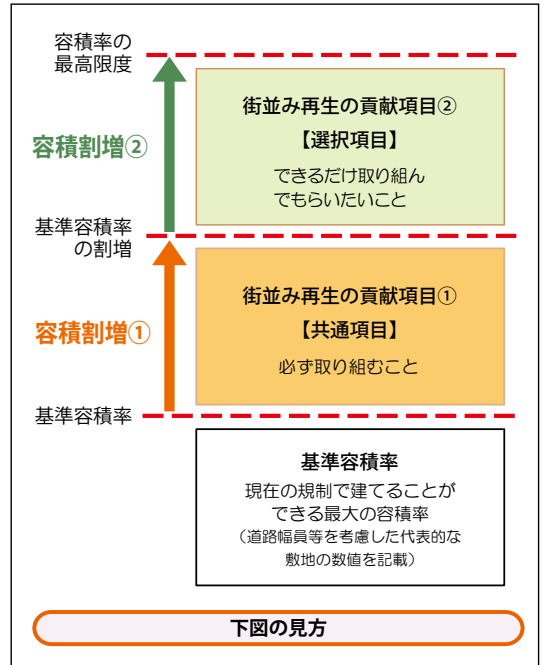 容積率の
最高限度
街並み再生の貢献項目②
【選択項目】
できるだけ取り組ん
でもらいたいこと
容積割増②
基準容積率
の割増
街並み再生の貢献項目①
【共通項目】
必ず取り組むこと
容積割増①
基準容積率
基準容積率
現在の規制で建てることが
できる最大の容積率
（道路幅員等を考慮した代表的な
敷地の数値を記載）
下図の見方